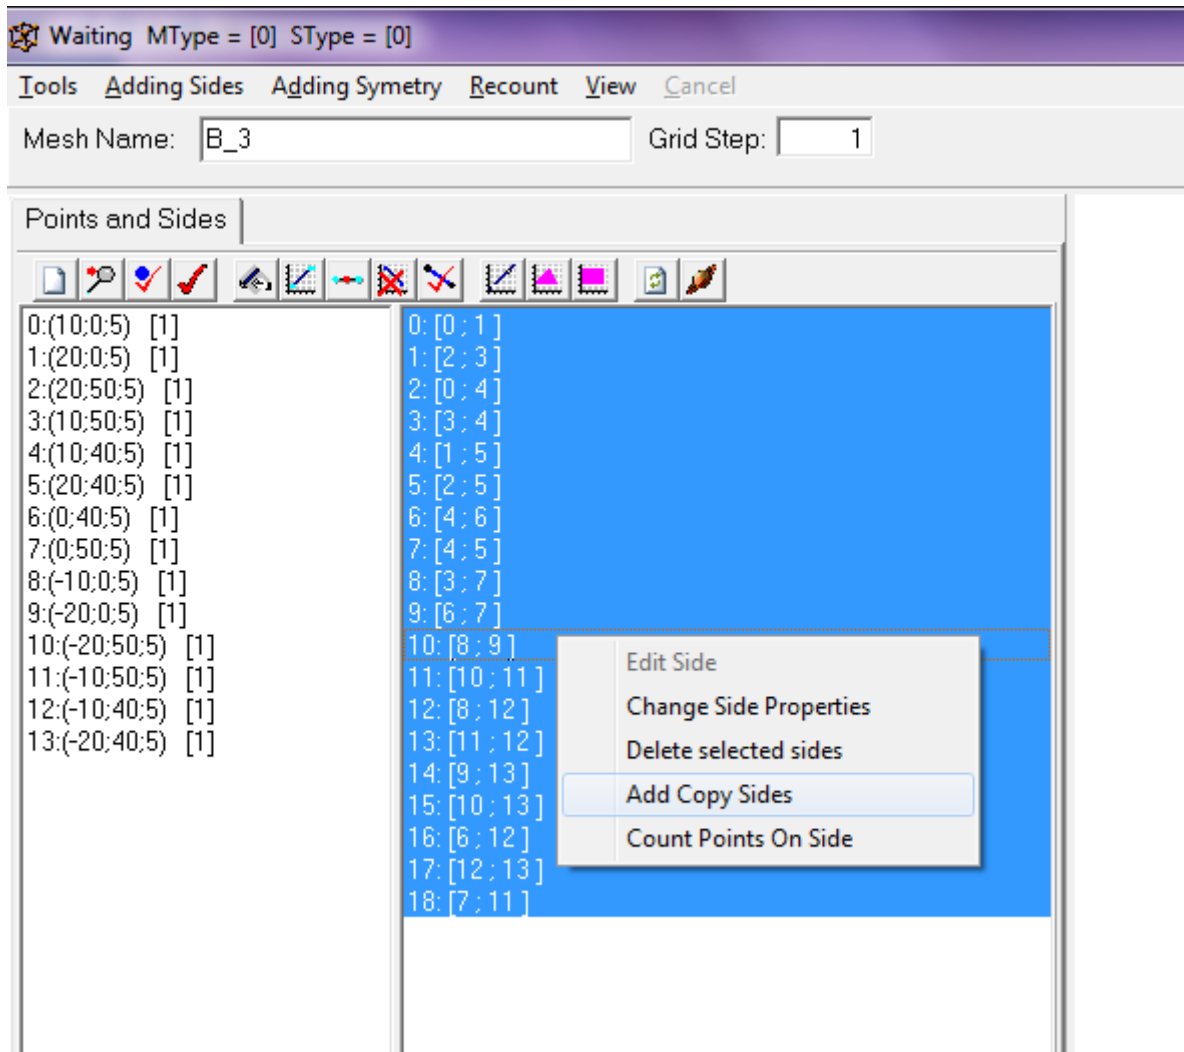 Waiting MType = [0] SType = [0]
Tools Adding Sides Adding Symetry Recount View Cancel
Mesh Name: B_3 Grid Step: 1
Points and Sides
0:(10;0;5) [1]
1:(20;0;5) [1]
2:(20;50;5) [1]
3:(10;50;5) [1]
4:(10;40;5) [1]
5:(20;40;5) [1]
6:(0;40;5) [1]
7:(0;50;5) [1]
8:(-10;0;5) [1]
9:(-20;0;5) [1]
10:(-20;50;5) [1]
11:(-10;50;5) [1]
12:(-10;40;5) [1]
13:(-20;40;5) [1]
0: [0 ; 1 ]
1: [2 ; 3 ]
2: [0 ; 4 ]
3: [3 ; 4 ]
4: [1 ; 5 ]
5: [2 ; 5 ]
6: [4 ; 6 ]
7: [4 ; 5 ]
8: [3 ; 7 ]
9: [6 ; 7 ]
10: [8 ; 9 ]
11: [10 ; 11 ]
12: [8 ; 12 ]
13: [11 ; 12 ]
14: [9 ; 13 ]
15: [10 ; 13 ]
16: [6 ; 12 ]
17: [12 ; 13 ]
18: [7 ; 11 ]
Edit Side
Change Side Properties
Delete selected sides
Add Copy Sides
Count Points On Side